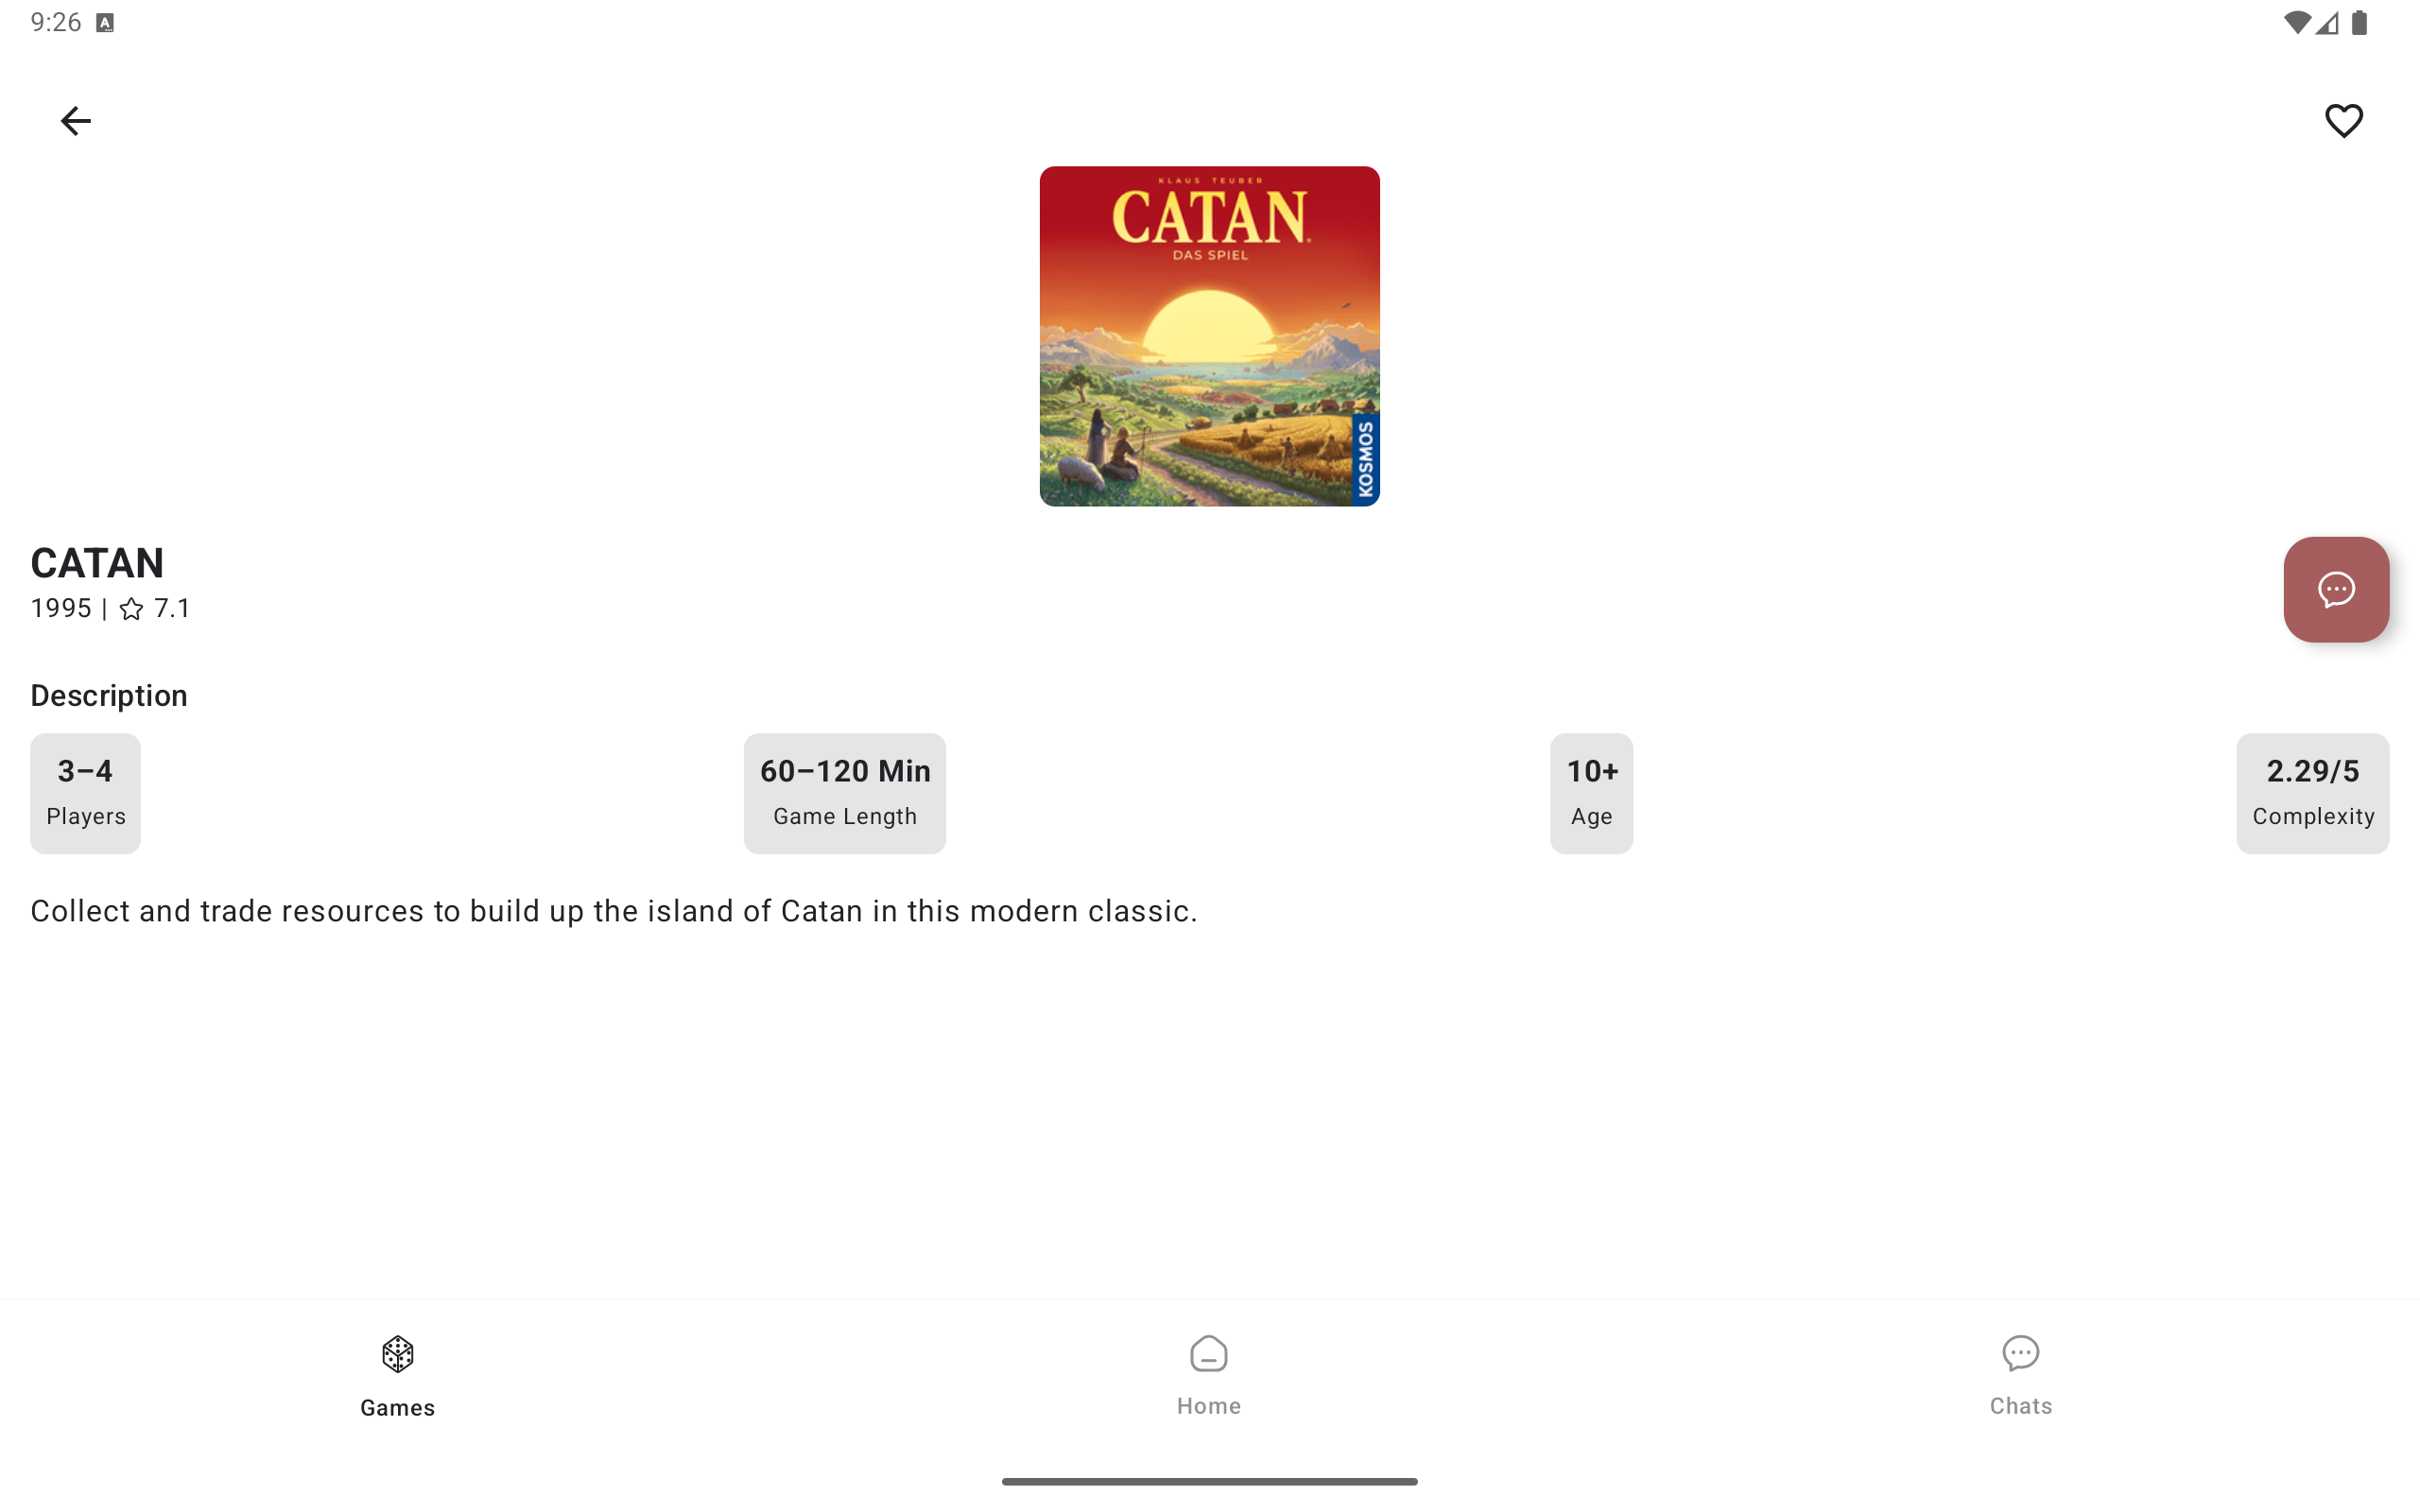 9:26
A
KLAUS TEUBER
CATAN
DAS SPIEL
KOSMOS
CATAN
1995 | 7.1
Description
3–4
Players
60–120 Min
Game Length
10+
Age
2.29/5
Complexity
Collect and trade resources to build up the island of Catan in this modern classic.
Games
Home
Chats